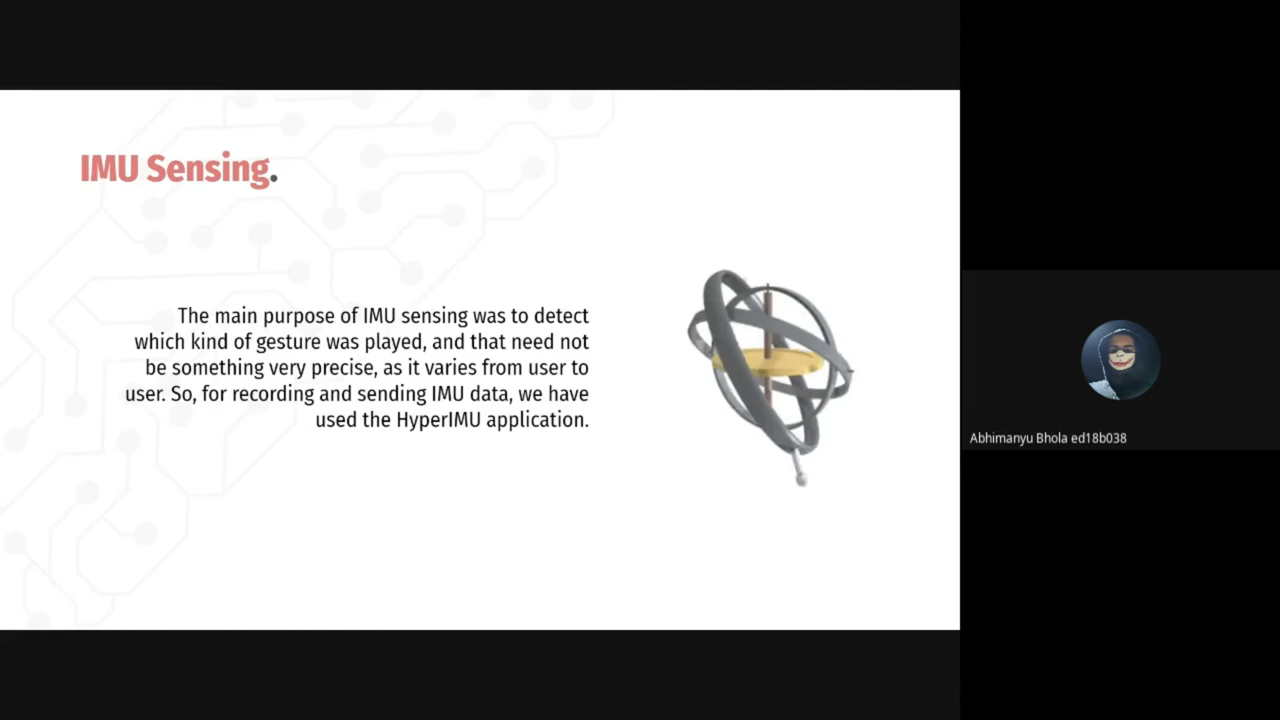 IMU Sensing.
The main purpose of IMU sensing was to detect
which kind of gesture was played, and that need not
be something very precise, as it varies from user to
user. So, for recording and sending IMU data, we have
used the HyperIMU application.
Abhimanyu Bhola ed18b038